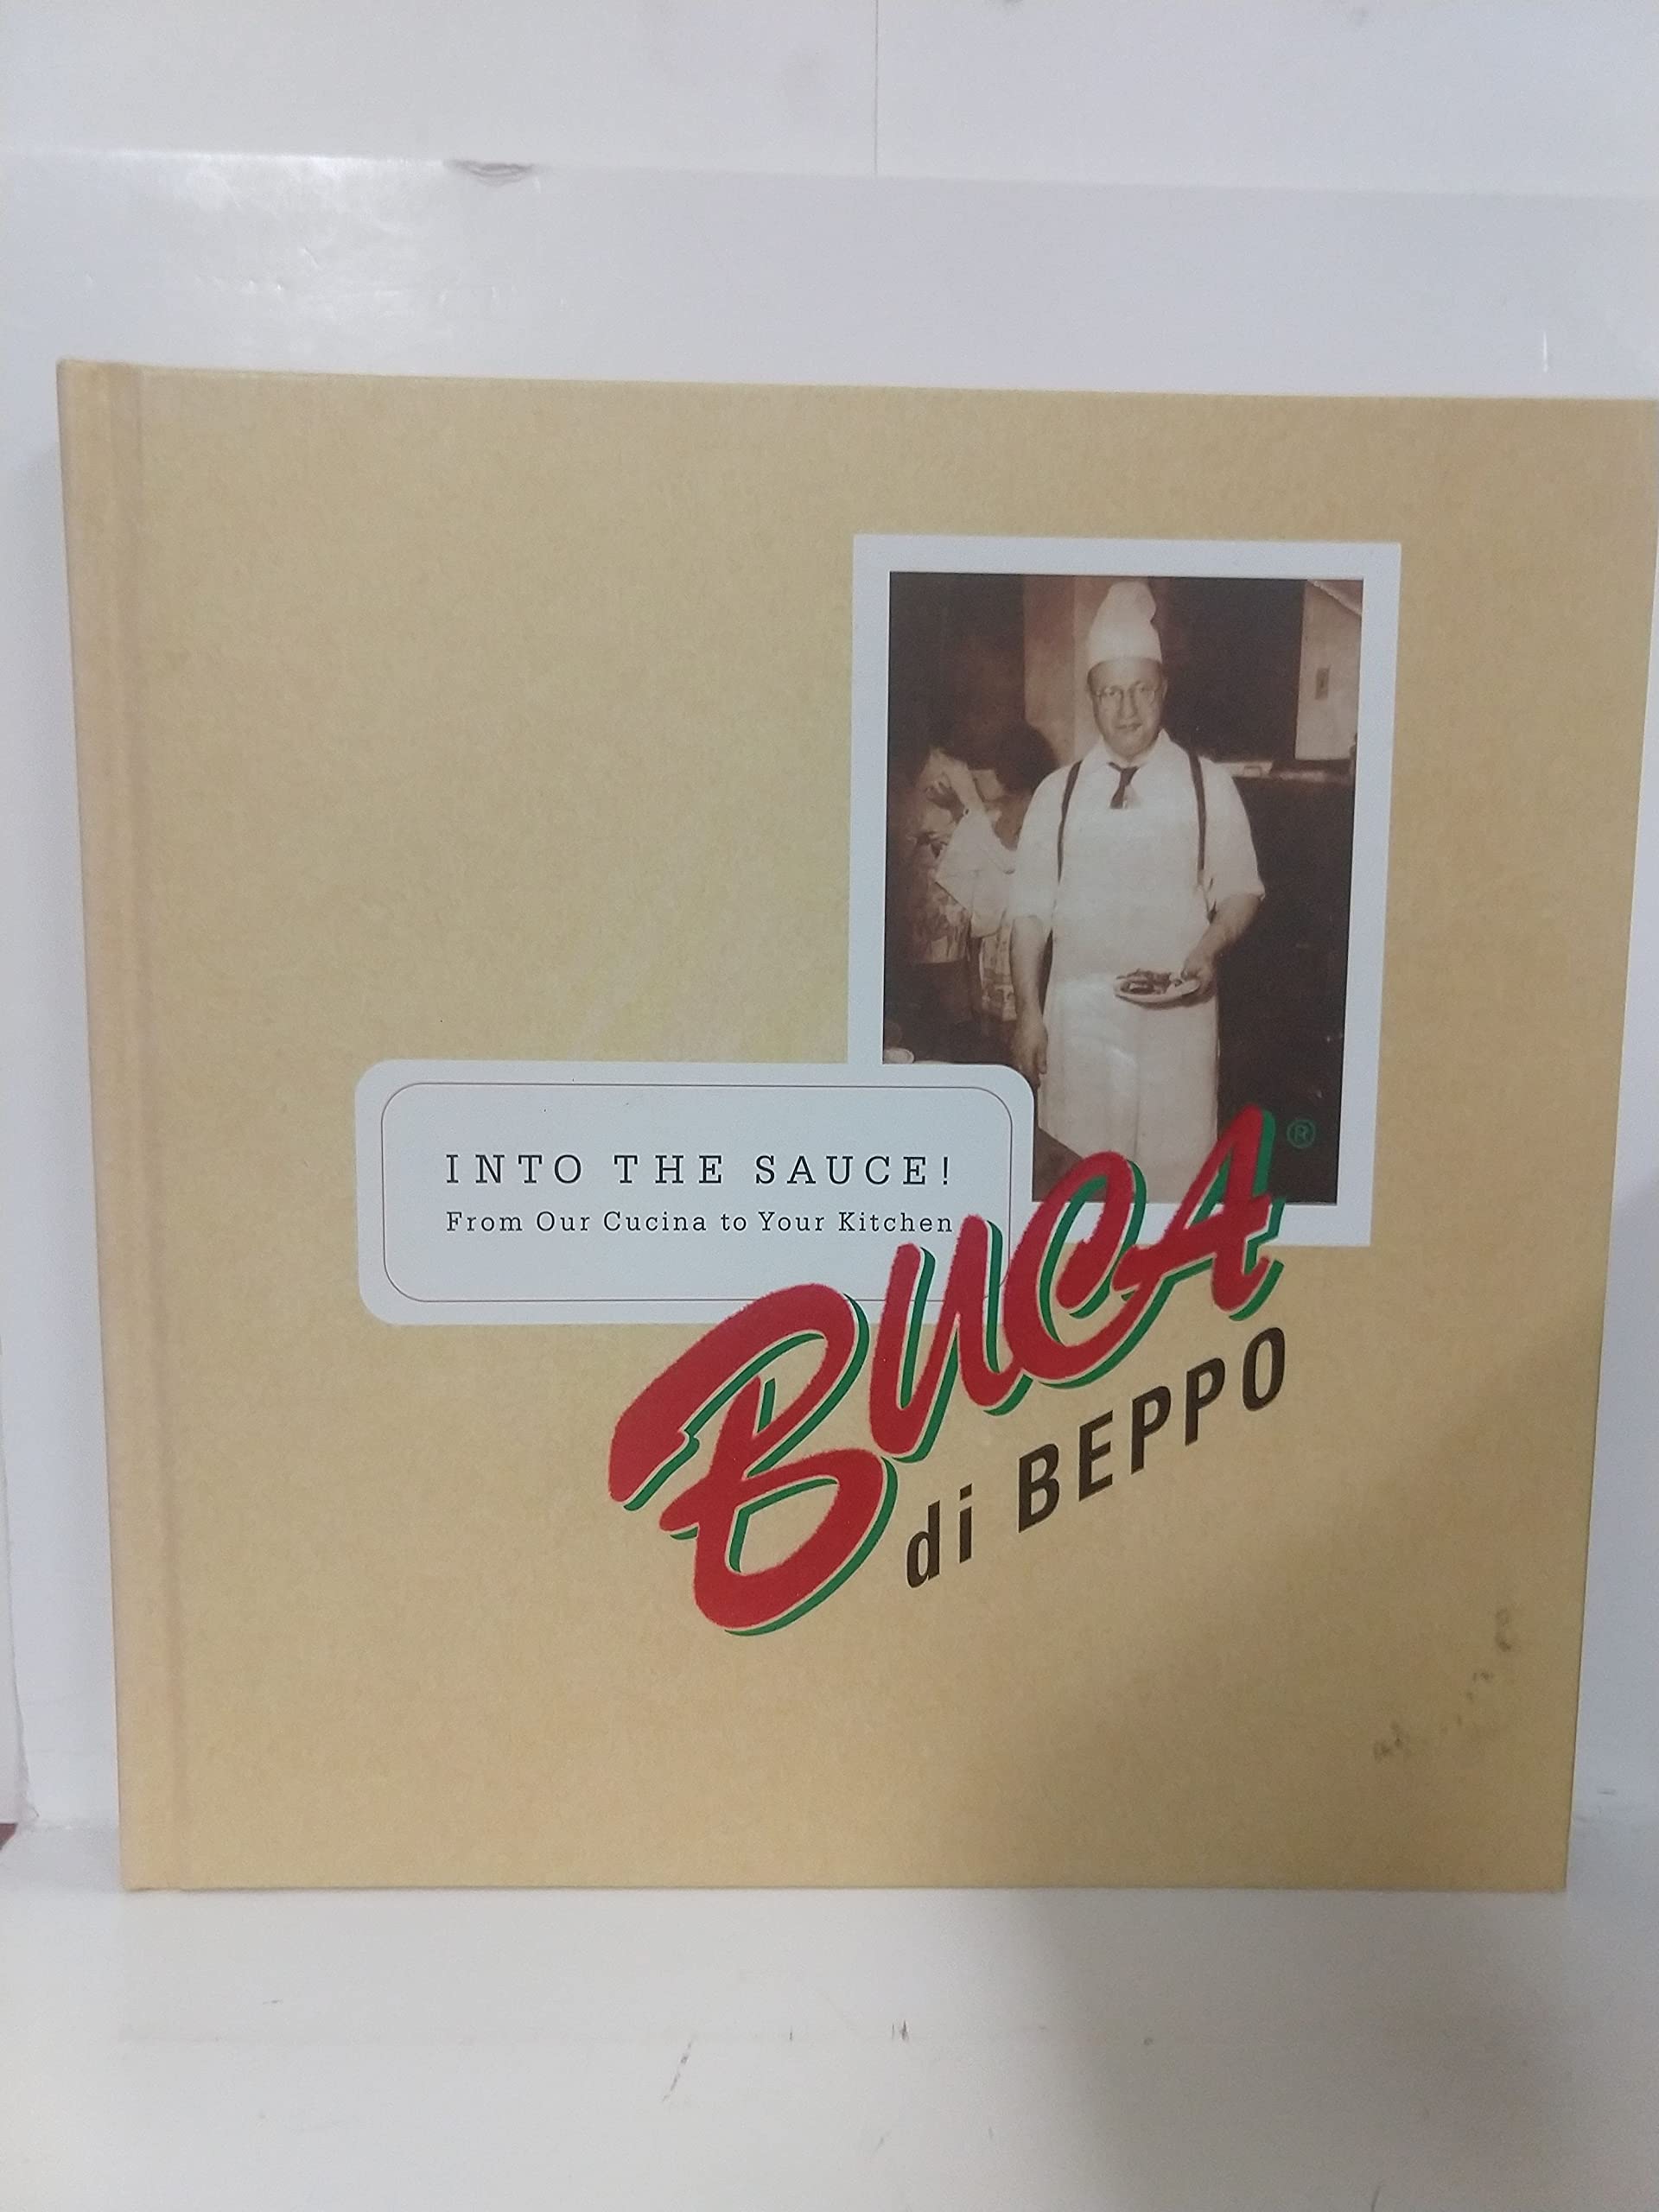 INTO THE SAUCE!
From Our Cucina to Your Kitchen
BUCA®
di BEPPO